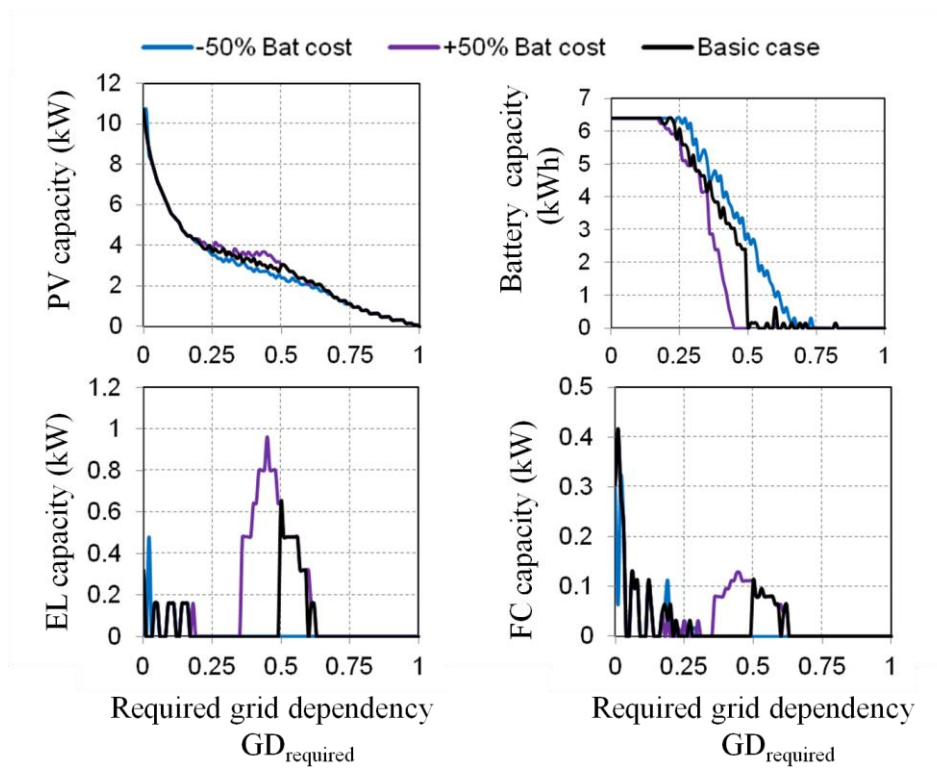 -50% Bat cost +50% Bat cost Basic case
PV capacity (kW)
12
10
8
6
4
2
0
0 0.25 0.5 0.75 1
Battery capacity
(kWh)
7
6
5
4
3
2
1
0
0 0.25 0.5 0.75 1
EL capacity (kW)
1.2
1
0.8
0.6
0.4
0.2
0
0 0.25 0.5 0.75 1
Required grid dependency
GDrequired
FC capacity (kW)
0.5
0.4
0.3
0.2
0.1
0
0 0.25 0.5 0.75 1
Required grid dependency
GDrequired